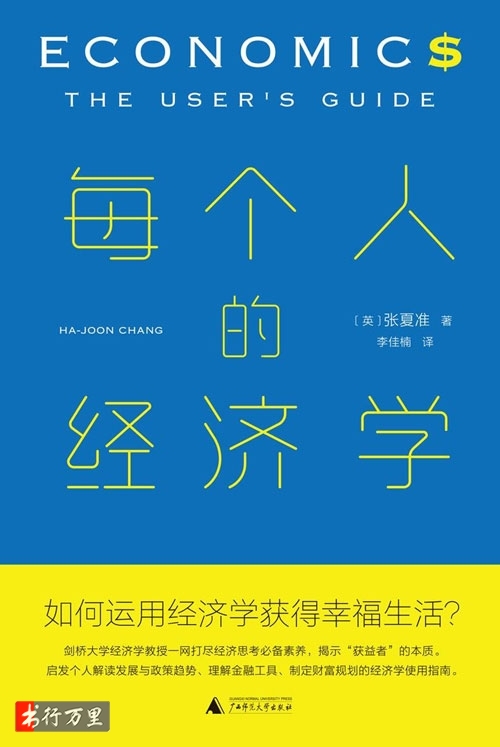 ECONOMIC$
THE USER'S GUIDE
每个人
的
HA-JOON CHANG
［英］张夏准 著
李佳楠 译
经济学
如何运用经济学获得幸福生活？
剑桥大学经济学教授一网打尽经济思考必备素养，揭示“获益者”的本质。
启发个人解读发展与政策趋势、理解金融工具、制定财富规划的经济学使用指南。
书行万里
GUANGXI NORMAL UNIVERSITY PRESS
广西师范大学出版社